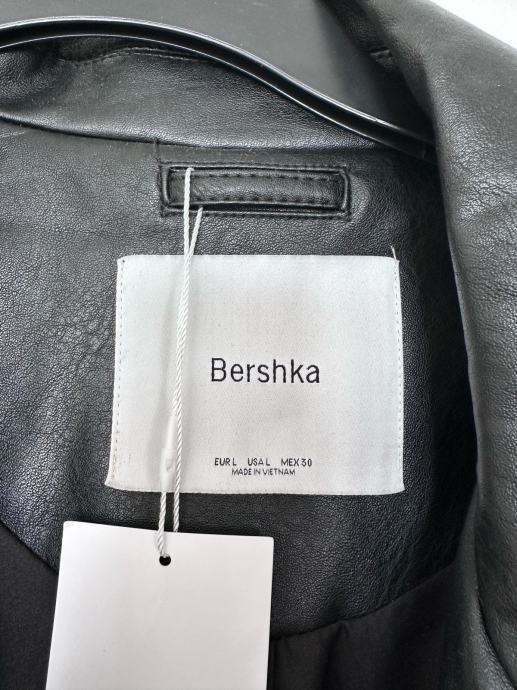 Bershka
EUR L USA L MEX 30
MADE IN VIETNAM